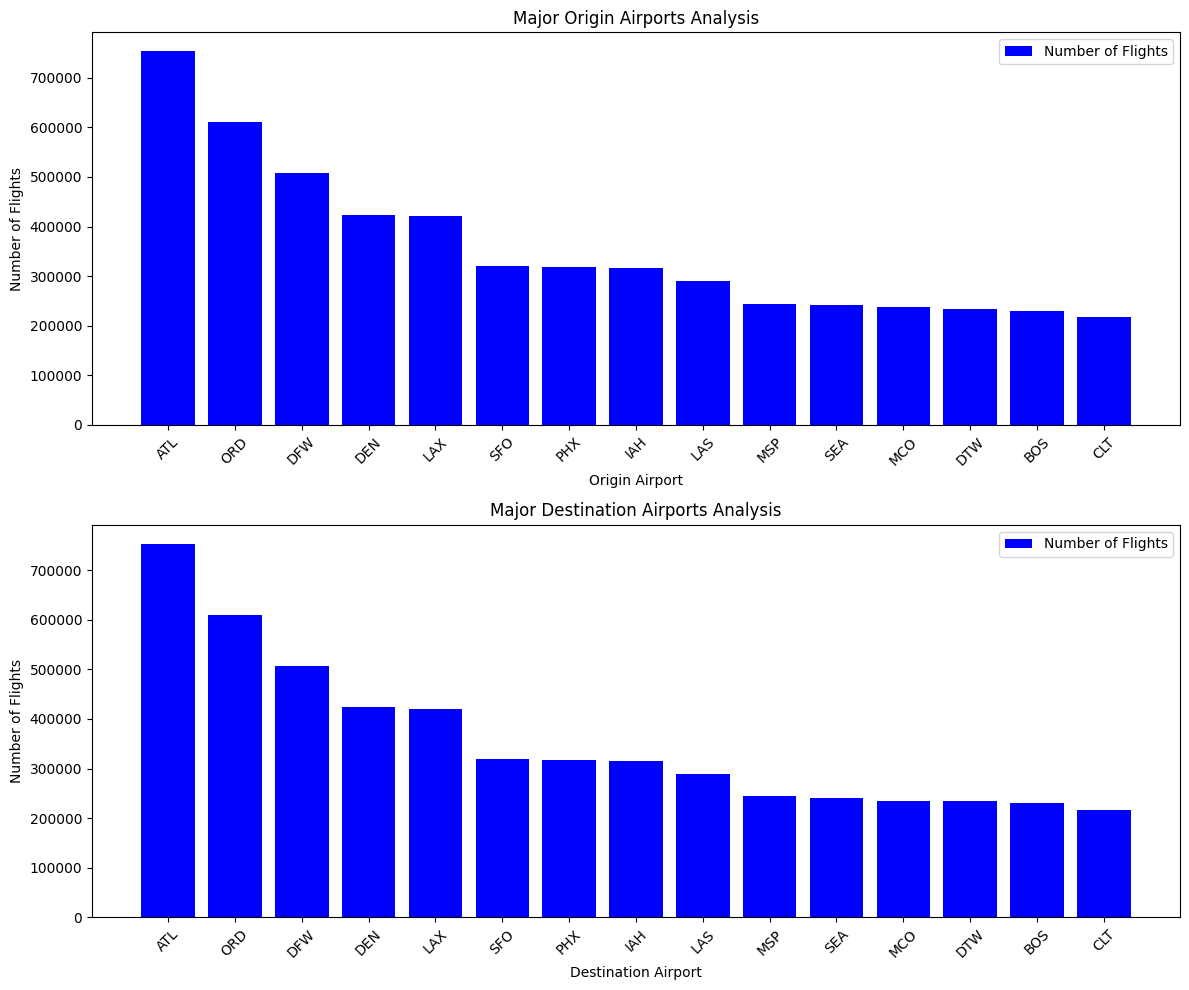 Major Origin Airports Analysis
Number of Flights
700000
600000
500000
400000
300000
200000
100000
0
Number of Flights
ATL ORD DFW DEN LAX SFO PHX IAH LAS MSP SEA MCO DTW BOS CLT
Origin Airport
Major Destination Airports Analysis
Number of Flights
700000
600000
500000
400000
300000
200000
100000
0
Number of Flights
ATL ORD DFW DEN LAX SFO PHX IAH LAS MSP SEA MCO DTW BOS CLT
Destination Airport